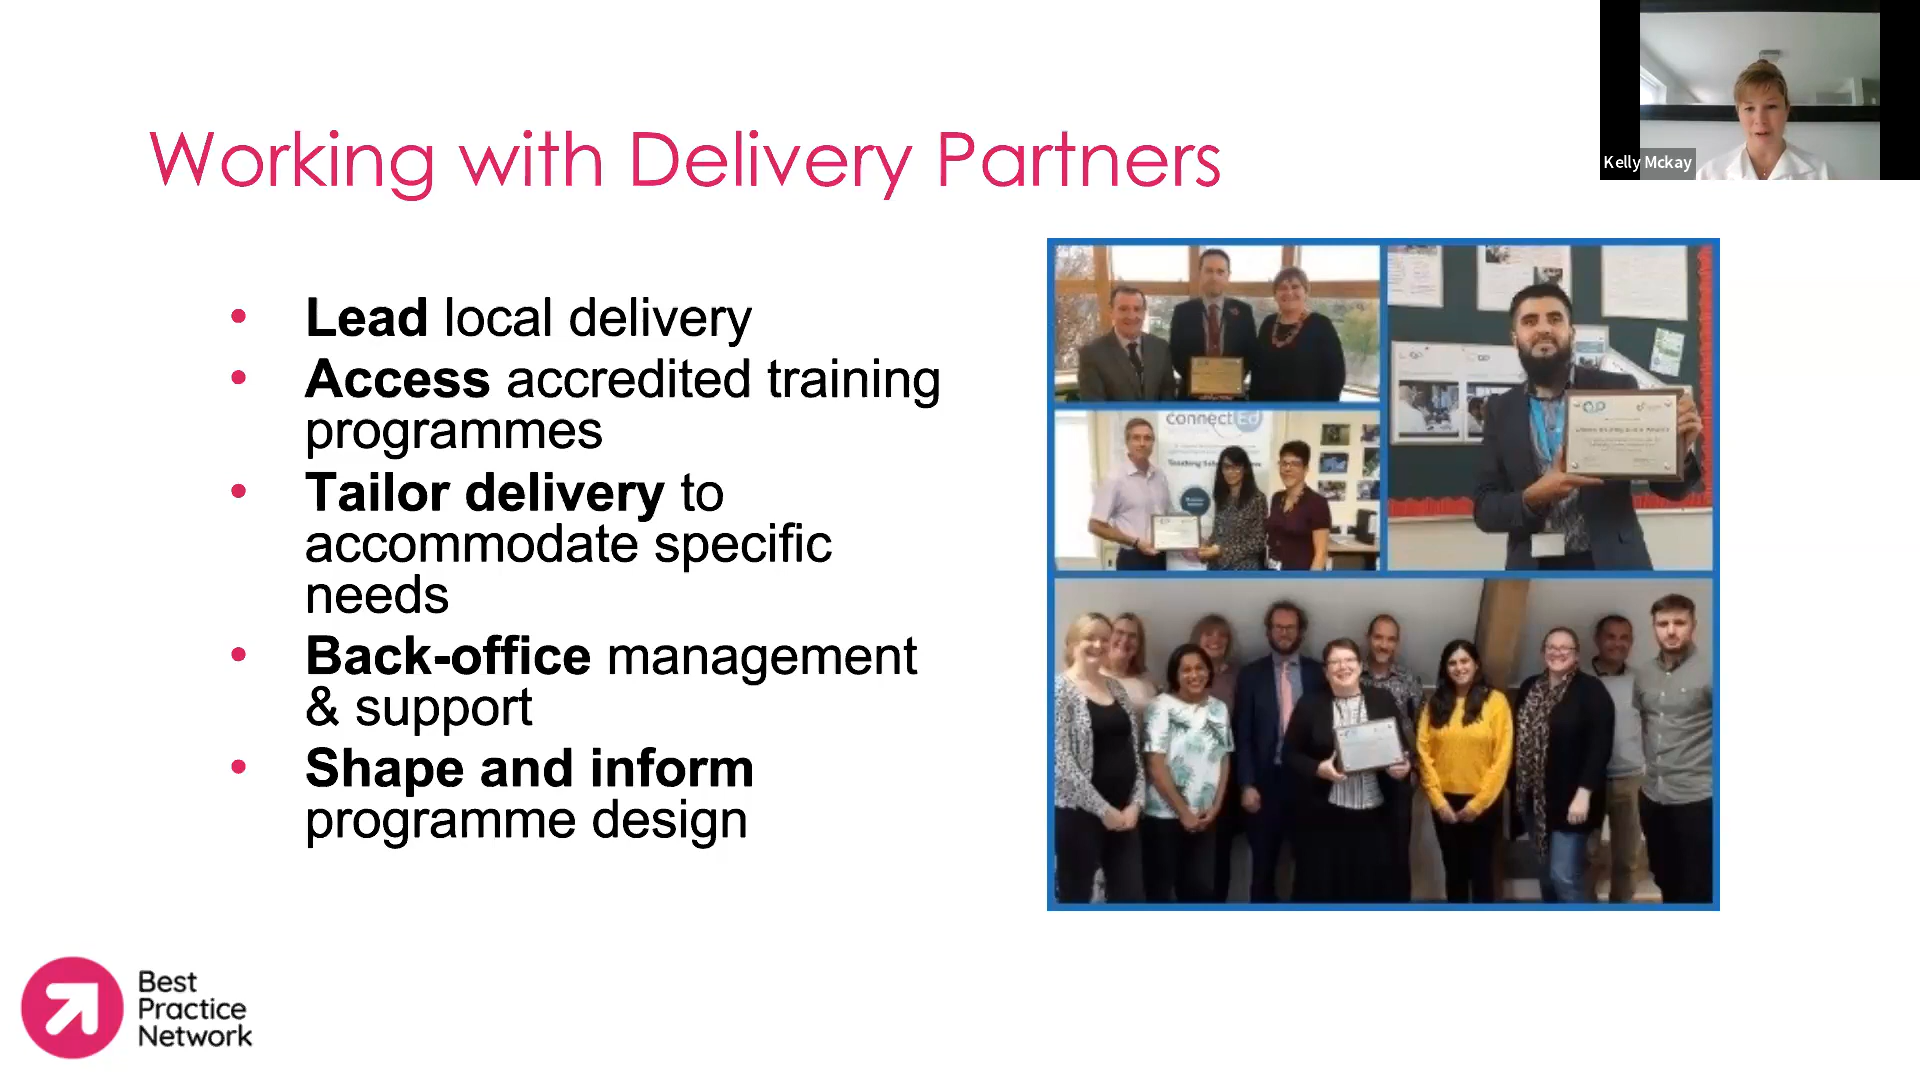 Working with Delivery Partners
Kelly Mckay
• Lead local delivery
• Access accredited training
programmes
• Tailor delivery to
accommodate specific
needs
• Back-office management
& support
• Shape and inform
programme design
connectEd
Best
Practice
Network